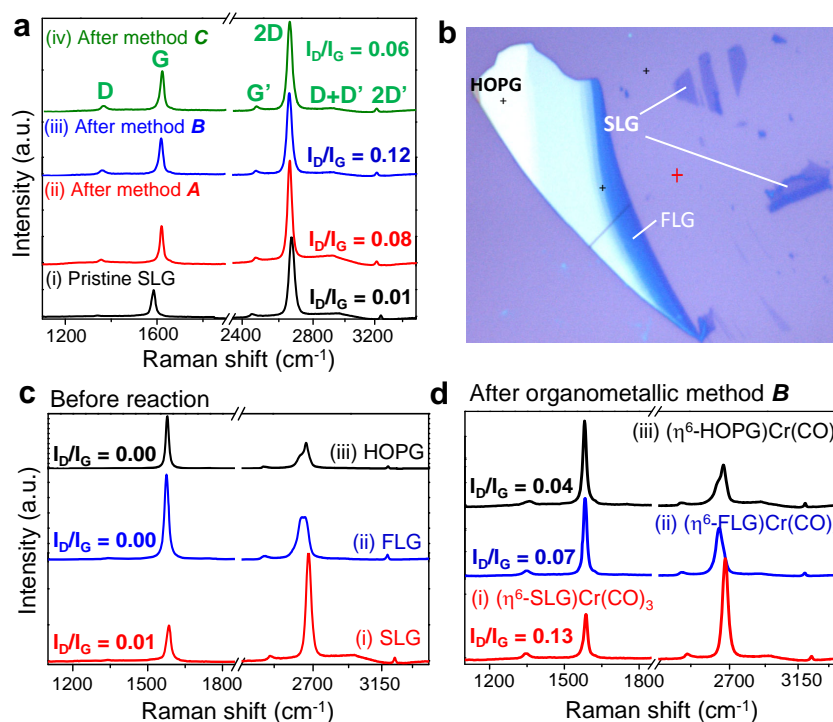 a
(iv) After method C
2D
I_D/I_G = 0.06
G
D
G'
D+D'
2D'
(iii) After method B
I_D/I_G = 0.12
(ii) After method A
I_D/I_G = 0.08
(i) Pristine SLG
I_D/I_G = 0.01
Intensity (a.u.)
1200 1600 2400 2800 3200
Raman shift (cm⁻¹)
b
HOPG
SLG
FLG
c
Before reaction
I_D/I_G = 0.00
(iii) HOPG
I_D/I_G = 0.00
(ii) FLG
I_D/I_G = 0.01
(i) SLG
Intensity (a.u.)
1200 1500 1800 2700 3150
Raman shift (cm⁻¹)
d
After organometallic method B
(iii) (η⁶-HOPG)Cr(CO)
I_D/I_G = 0.04
(ii) (η⁶-FLG)Cr(CO)
I_D/I_G = 0.07
(i) (η⁶-SLG)Cr(CO)₃
I_D/I_G = 0.13
1200 1500 1800 2700 3150
Raman shift (cm⁻¹)